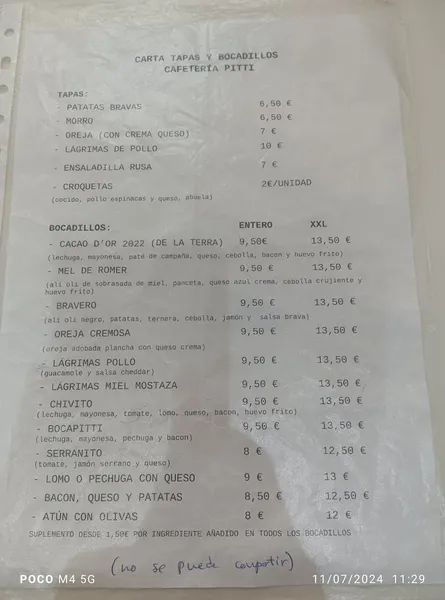 CARTA TAPAS Y BOCADILLOS
CAFETERÍA PITTI
TAPAS:
- PATATAS BRAVAS 6,50 €
- MORRO 6,50 €
- OREJA (CON CREMA QUESO) 7 €
- LÁGRIMAS DE POLLO 10 €
- ENSALADILLA RUSA 7 €
- CROQUETAS 2€/UNIDAD
(cocido, pollo espinacas y queso, abuela)
BOCADILLOS: ENTERO XXL
- CACAO D'OR 2022 (DE LA TERRA) 9,50€ 13,50 €
(lechuga, mayonesa, paté de campaña, queso, cebolla, bacon y huevo frito)
- MEL DE ROMER 9,50 € 13,50 €
(ali oli de sobrasada de miel, panceta, queso azul crema, cebolla crujiente y
huevo frito)
- BRAVERO 9,50 € 13,50 €
(ali oli negro, patatas, ternera, cebolla, jamón y salsa brava)
- OREJA CREMOSA 9,50 € 13,50 €
(oreja adobada plancha con queso crema)
- LÁGRIMAS POLLO 9,50 € 13,50 €
(guacamole y salsa cheddar)
- LÁGRIMAS MIEL MOSTAZA 9,50 € 13,50 €
- CHIVITO 9,50 € 13,50 €
(lechuga, mayonesa, tomate, lomo, queso, bacon, huevo frito)
- BOCAPITTI 9,50 € 13,50 €
(lechuga, mayonesa, pechuga y bacon)
- SERRANITO 8 € 12,50 €
(tomate, jamón serrano y queso)
- LOMO O PECHUGA CON QUESO 9 € 13 €
- BACON, QUESO Y PATATAS 8,50 € 12,50 €
- ATÚN CON OLIVAS 8 € 12 €
SUPLEMENTO DESDE 1,50€ POR INGREDIENTE AÑADIDO EN TODOS LOS BOCADILLOS
(no se puede compartir)
POCO M4 5G 11/07/2024 11:29